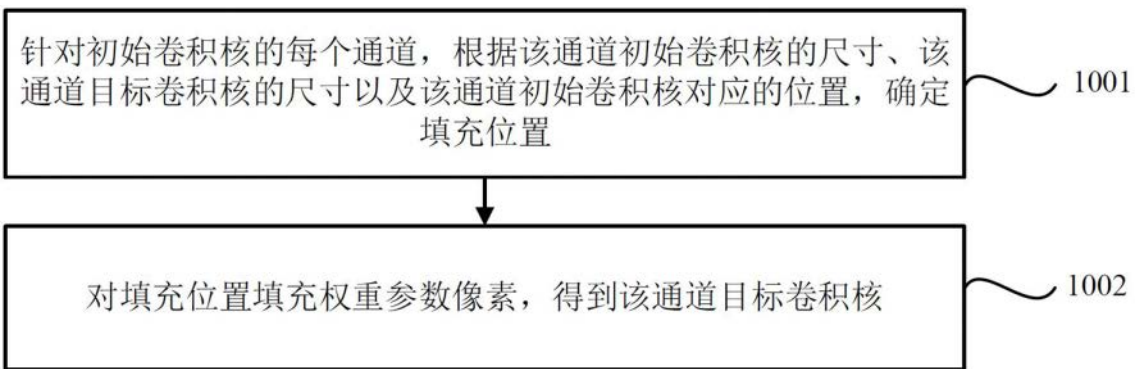 针对初始卷积核的每个通道，根据该通道初始卷积核的尺寸、该
通道目标卷积核的尺寸以及该通道初始卷积核对应的位置，确定
填充位置
1001
对填充位置填充权重参数像素，得到该通道目标卷积核
1002